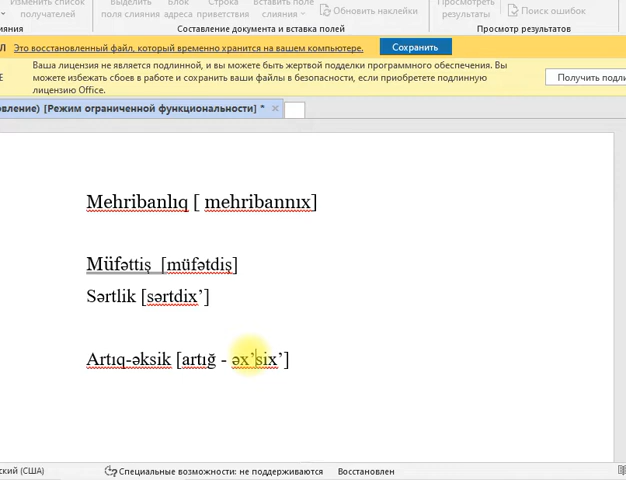 Изменить список получателей
Выделить поля слияния
Блок адреса
Строка приветствия
Вставить поле слияния
Обновить наклейки
Просмотреть результаты
Поиск ошибок
Составление документа и вставка полей
Просмотр результатов
Это восстановленный файл, который временно хранится на вашем компьютере.
Сохранить
Ваша лицензия не является подлинной, и вы можете быть жертвой подделки программного обеспечения. Вы
можете избежать сбоев в работе и сохранить ваши файлы в безопасности, если приобретете подлинную
лицензию Office.
Получить подли
овление) [Режим ограниченной функциональности] *
Mehribanlıq [ mehribannıx]
Müfəttiş [müfətdiş]
Sərtlik [sərtdix’]
Artıq-əksik [artığ - əx’six’]
ский (США)
Специальные возможности: не поддерживаются
Восстановлен